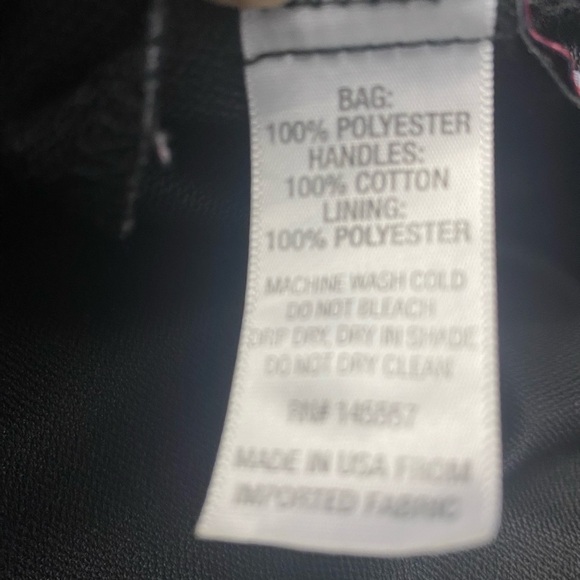 BAG:
100% POLYESTER
HANDLES:
100% COTTON
LINING:
100% POLYESTER
MACHINE WASH COLD
DO NOT BLEACH
DRIP DRY, DRY IN SHADE
DO NOT DRY CLEAN
RN# 145557
MADE IN USA FROM
IMPORTED FABRIC